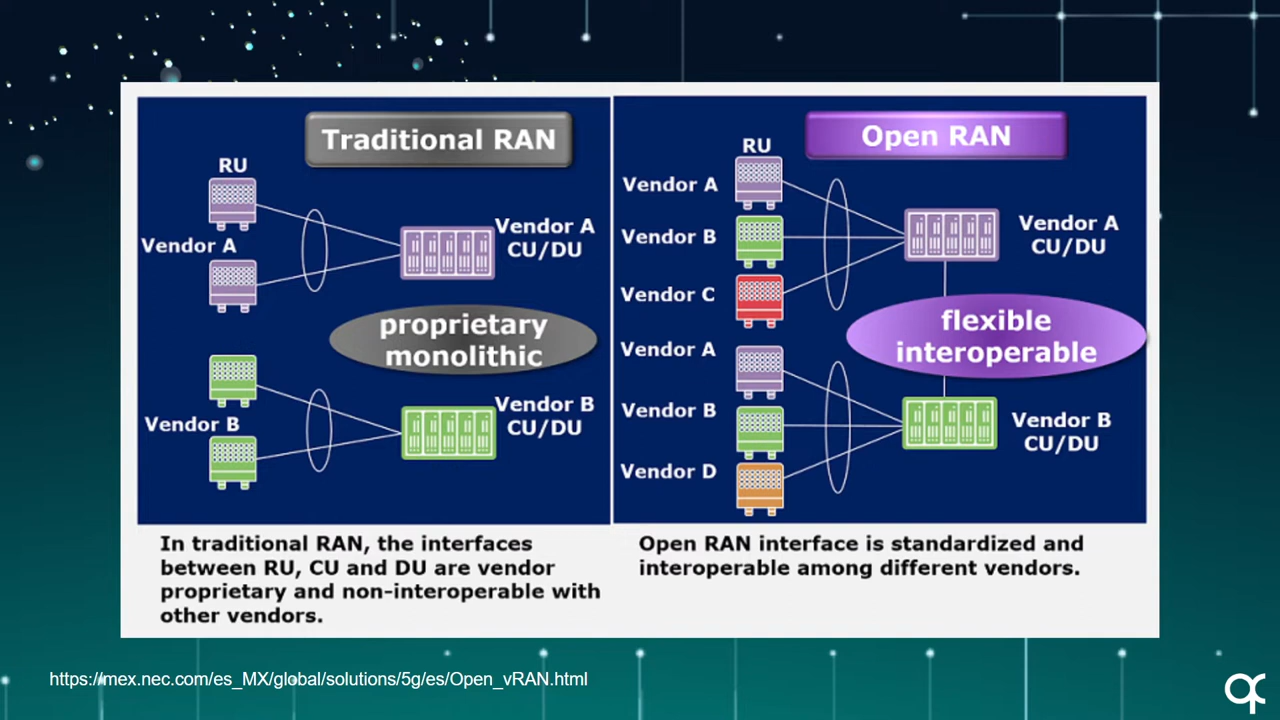 Traditional RAN
RU
Vendor A
Vendor A
CU/DU
proprietary
monolithic
Vendor B
Vendor B
CU/DU
In traditional RAN, the interfaces
between RU, CU and DU are vendor
proprietary and non-interoperable with
other vendors.
Open RAN
RU
Vendor A
Vendor B
Vendor C
Vendor A
CU/DU
flexible
interoperable
Vendor A
Vendor B
Vendor D
Vendor B
CU/DU
Open RAN interface is standardized and
interoperable among different vendors.
https://mex.nec.com/es_MX/global/solutions/5g/es/Open_vRAN.html